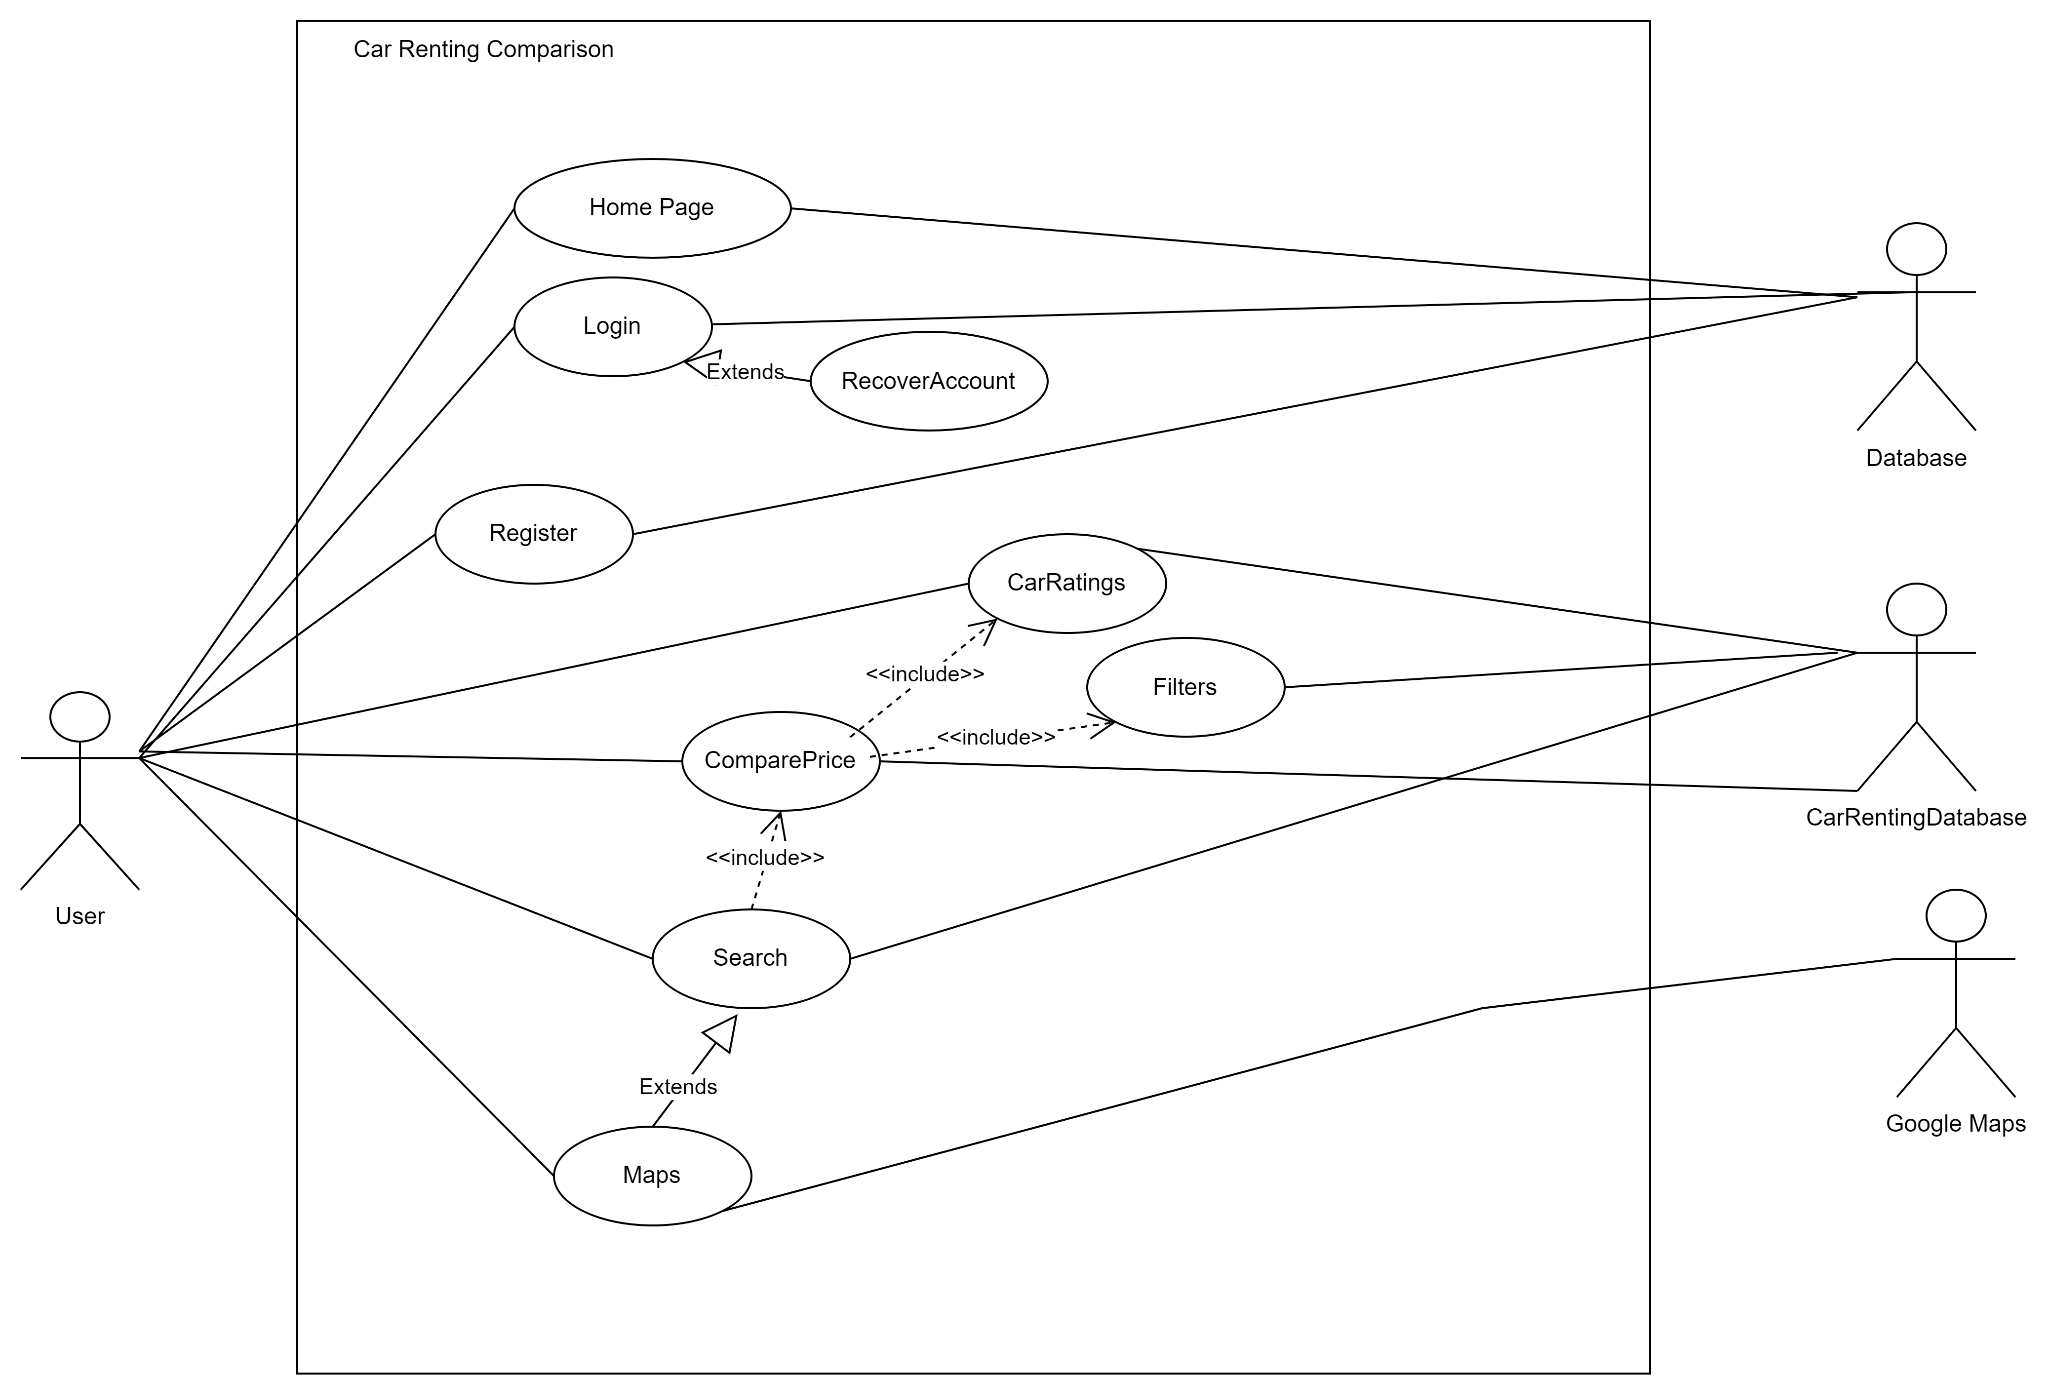 Car Renting Comparison
Home Page
Login
Extends
RecoverAccount
Database
Register
CarRatings
<<include>>
Filters
<<include>>
ComparePrice
CarRentingDatabase
<<include>>
User
Search
Extends
Google Maps
Maps